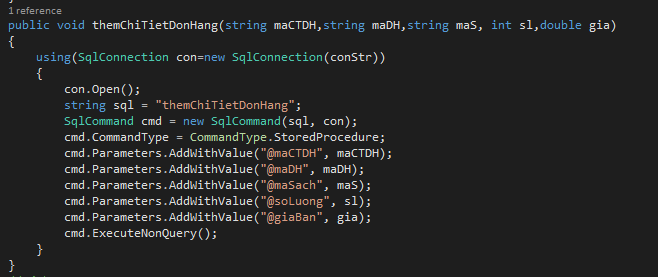 1 reference
public void themChiTietDonHang(string maCTDH,string maDH,string maS, int sl,double gia)
{
    using(SqlConnection con=new SqlConnection(conStr))
    {
        con.Open();
        string sql = "themChiTietDonHang";
        SqlCommand cmd = new SqlCommand(sql, con);
        cmd.CommandType = CommandType.StoredProcedure;
        cmd.Parameters.AddWithValue("@maCTDH", maCTDH);
        cmd.Parameters.AddWithValue("@maDH", maDH);
        cmd.Parameters.AddWithValue("@maSach", maS);
        cmd.Parameters.AddWithValue("@soLuong", sl);
        cmd.Parameters.AddWithValue("@giaBan", gia);
        cmd.ExecuteNonQuery();
    }
}